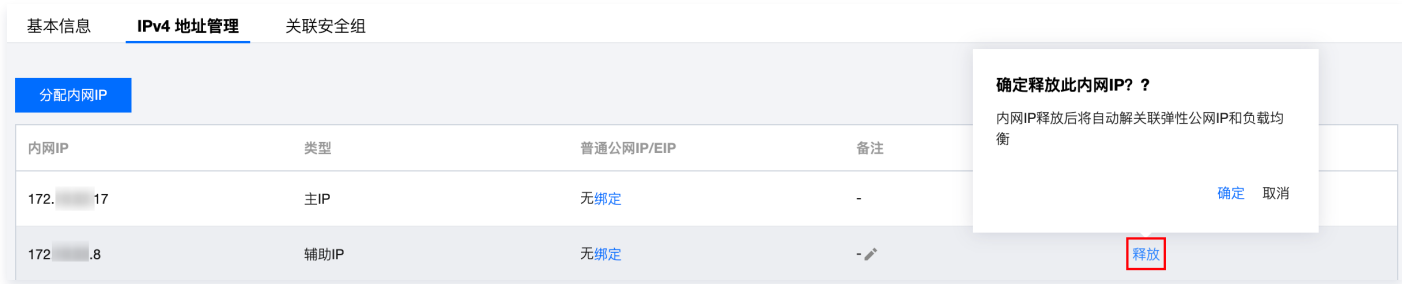 基本信息 IPv4 地址管理 关联安全组
分配内网IP
确定释放此内网IP？?
内网IP释放后将自动解关联弹性公网IP和负载均
衡
确定 取消
内网IP 类型 普通公网IP/EIP 备注
172. 17 主IP 无绑定 -
172 .8 辅助IP 无绑定 - 释放